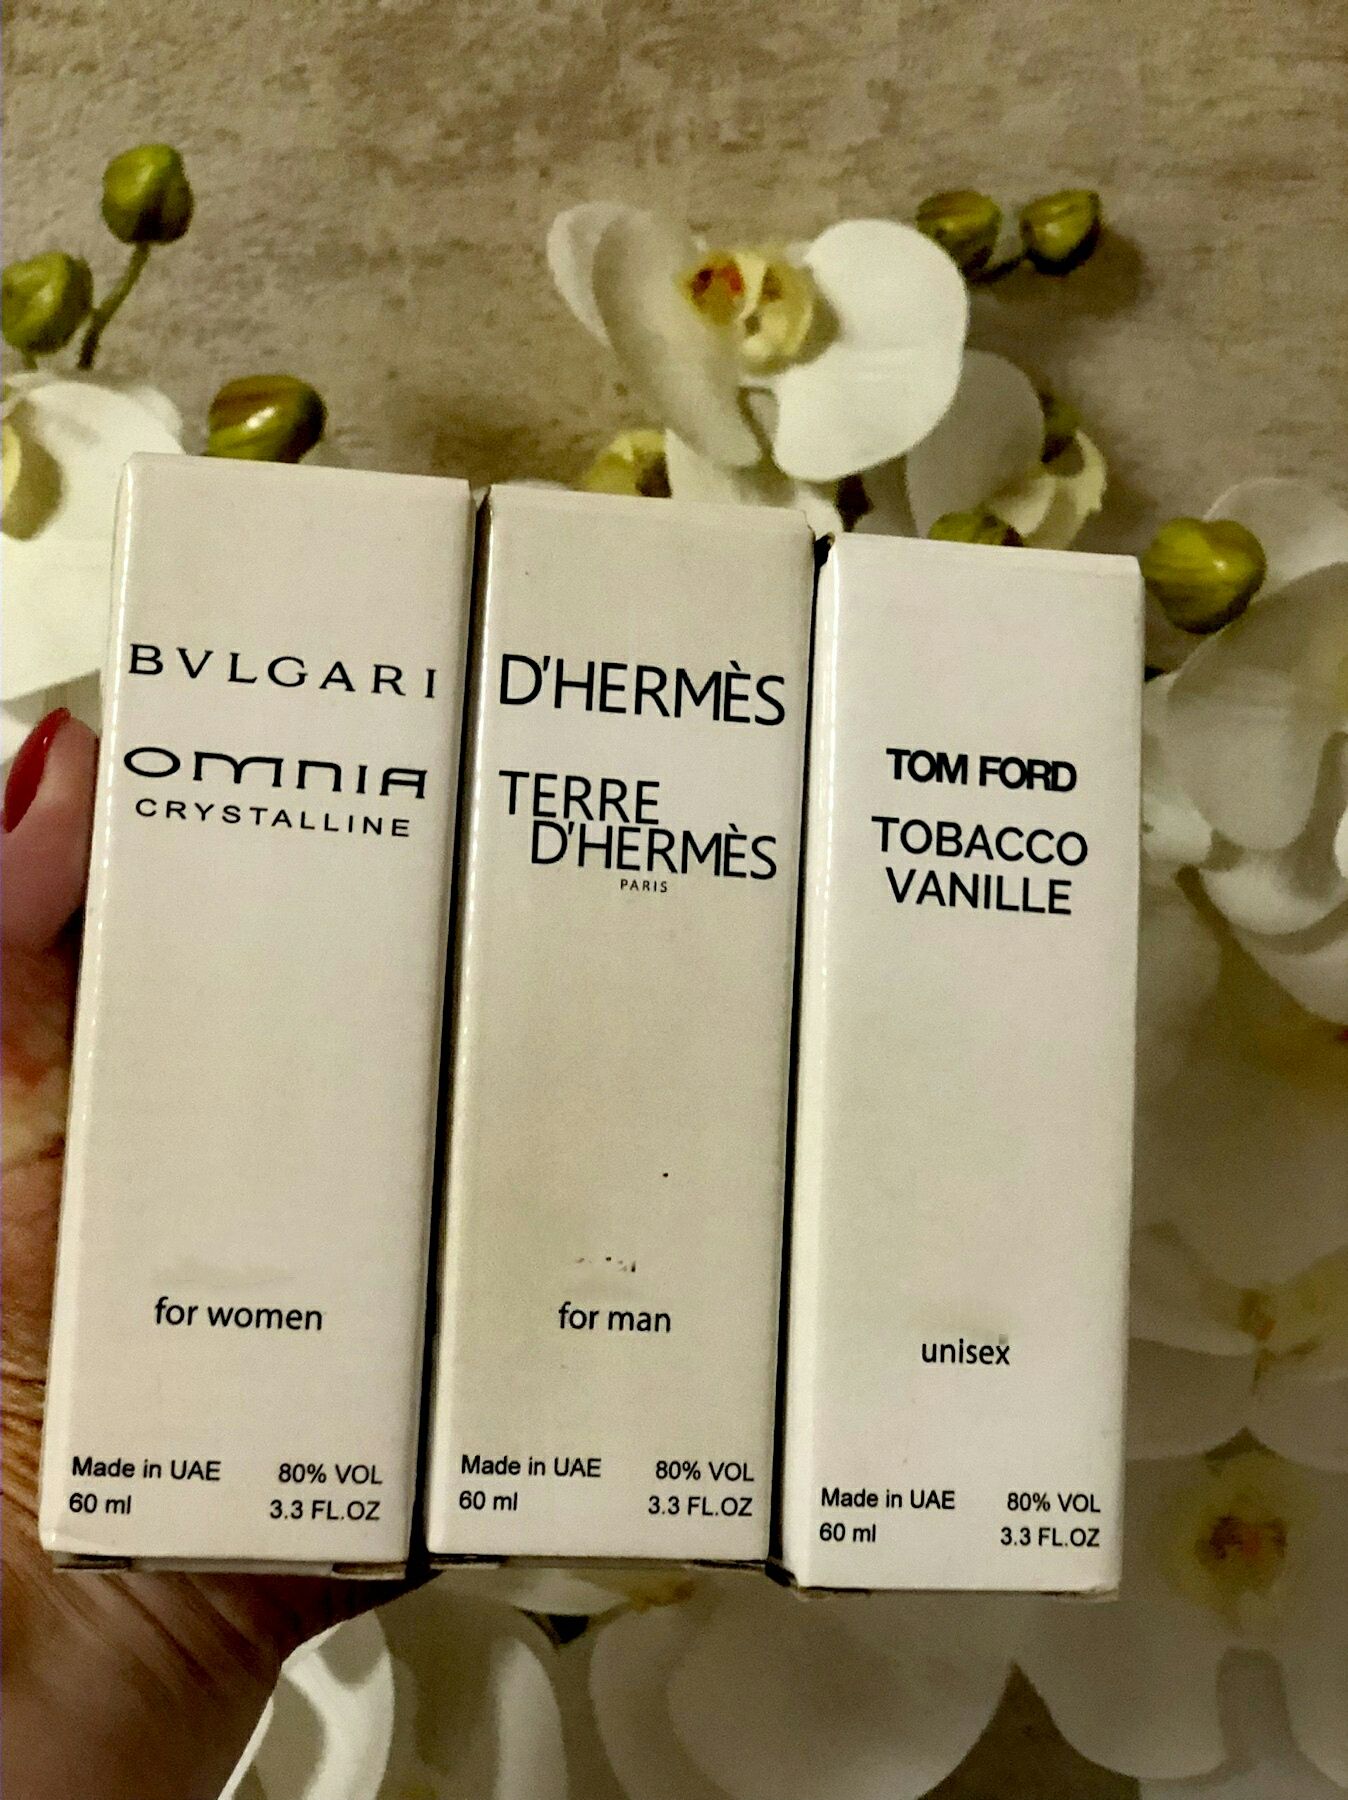 BVLGARI
OMNIA
CRYSTALLINE
for women
Made in UAE 80% VOL
60 ml 3.3 FL.OZ
D'HERMÈS
TERRE
D'HERMÈS
PARIS
for man
Made in UAE 80% VOL
60 ml 3.3 FL.OZ
TOM FORD
TOBACCO
VANILLE
unisex
Made in UAE 80% VOL
60 ml 3.3 FL.OZ